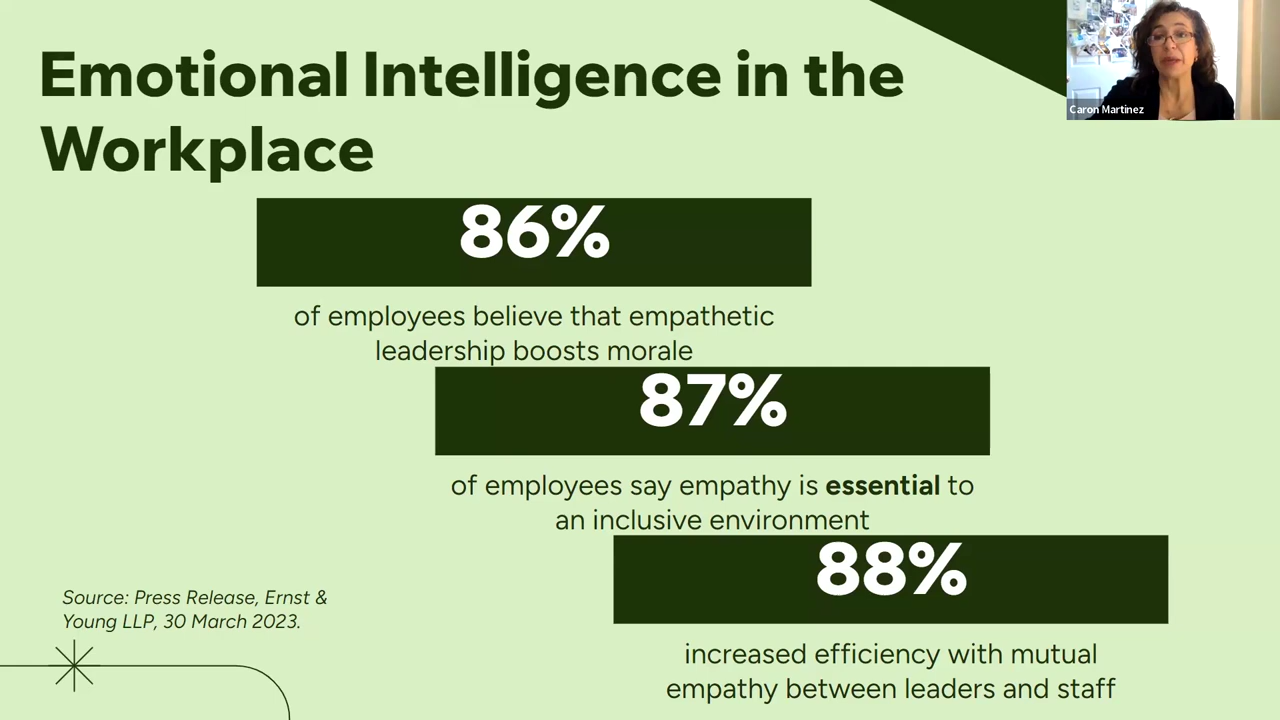 Emotional Intelligence in the
Workplace
Caron Martinez
86%
of employees believe that empathetic
leadership boosts morale
87%
of employees say empathy is essential to
an inclusive environment
88%
increased efficiency with mutual
empathy between leaders and staff
Source: Press Release, Ernst &
Young LLP, 30 March 2023.